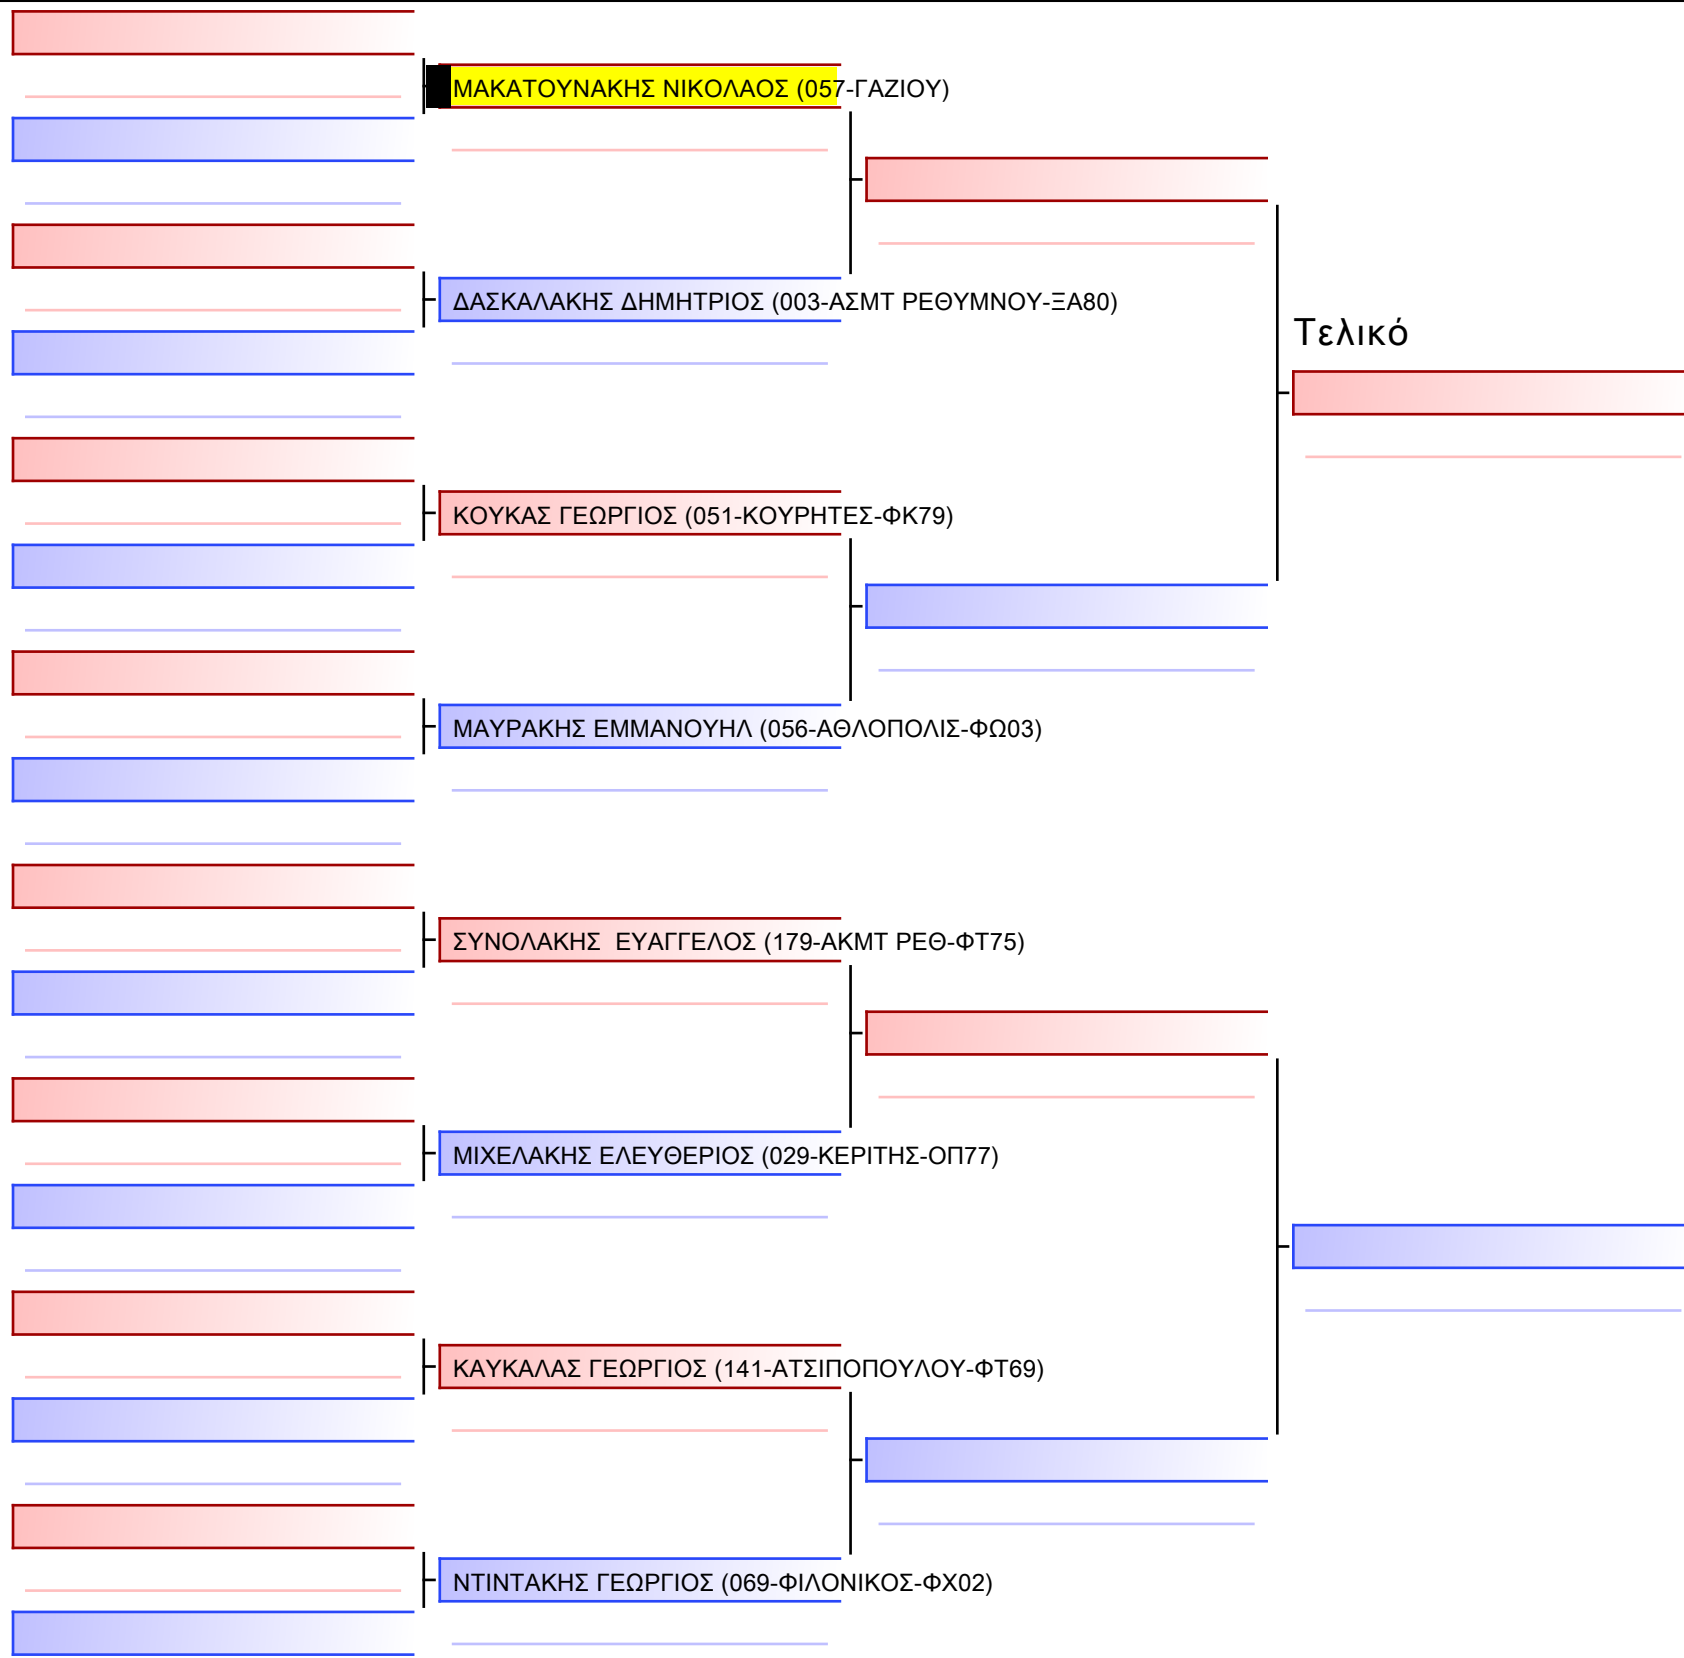 ΜΑΚΑΤΟΥΝΑΚΗΣ ΝΙΚΟΛΑΟΣ (057-ΓΑΖΙΟΥ)
ΔΑΣΚΑΛΑΚΗΣ ΔΗΜΗΤΡΙΟΣ (003-ΑΣΜΤ ΡΕΘΥΜΝΟΥ-ΞΑ80)
Τελικό
ΚΟΥΚΑΣ ΓΕΩΡΓΙΟΣ (051-ΚΟΥΡΗΤΕΣ-ΦΚ79)
ΜΑΥΡΑΚΗΣ ΕΜΜΑΝΟΥΗΛ (056-ΑΘΛΟΠΟΛΙΣ-ΦΩ03)
ΣΥΝΟΛΑΚΗΣ  ΕΥΑΓΓΕΛΟΣ (179-ΑΚΜΤ ΡΕΘ-ΦΤ75)
ΜΙΧΕΛΑΚΗΣ ΕΛΕΥΘΕΡΙΟΣ (029-ΚΕΡΙΤΗΣ-ΟΠ77)
ΚΑΥΚΑΛΑΣ ΓΕΩΡΓΙΟΣ (141-ΑΤΣΙΠΟΠΟΥΛΟΥ-ΦΤ69)
ΝΤΙΝΤΑΚΗΣ ΓΕΩΡΓΙΟΣ (069-ΦΙΛΟΝΙΚΟΣ-ΦΧ02)